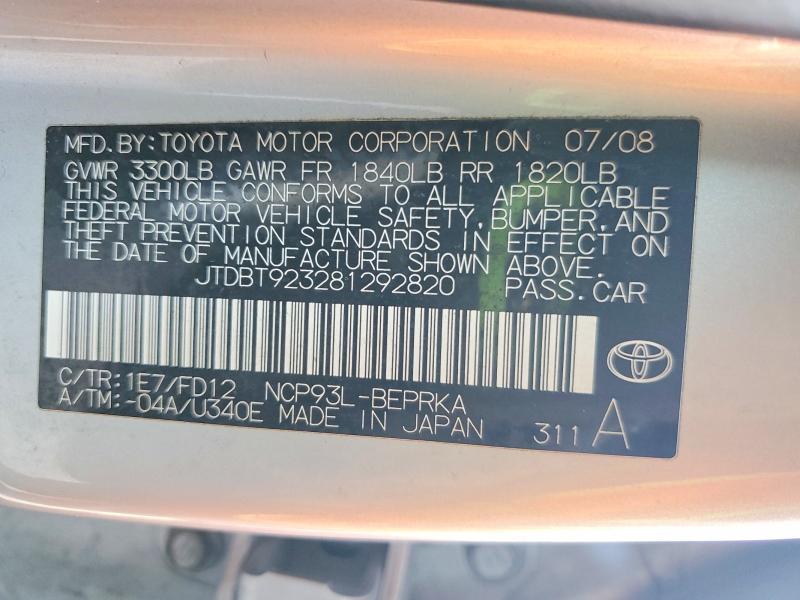 MFD.BY:TOYOTA MOTOR CORPORATION 07/08
GVWR 3300LB GAWR FR 1840LB RR 1820LB
THIS VEHICLE CONFORMS TO ALL APPLICABLE
FEDERAL MOTOR VEHICLE SAFETY, BUMPER, AND
THEFT PREVENTION STANDARDS IN EFFECT ON
THE DATE OF MANUFACTURE SHOWN ABOVE.
JTDBT923281292820 PASS.CAR
C/TR:1E7/FD12 NCP93L-BEPRKA
A/TM:-04A/U340E MADE IN JAPAN 311 A